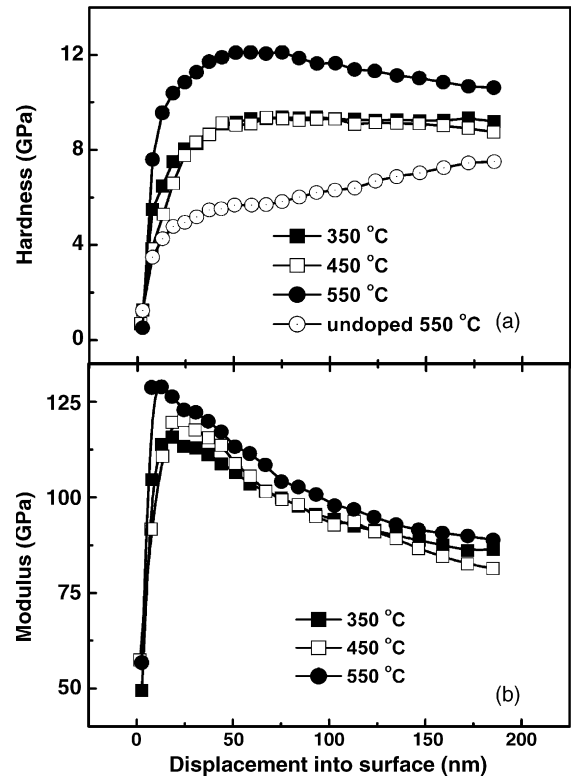 (a)
12
8
4
0
Hardness (GPa)
350 °C
450 °C
550 °C
undoped 550 °C
125
100
75
50
Modulus (GPa)
350 °C
450 °C
550 °C
(b)
0 50 100 150 200
Displacement into surface (nm)